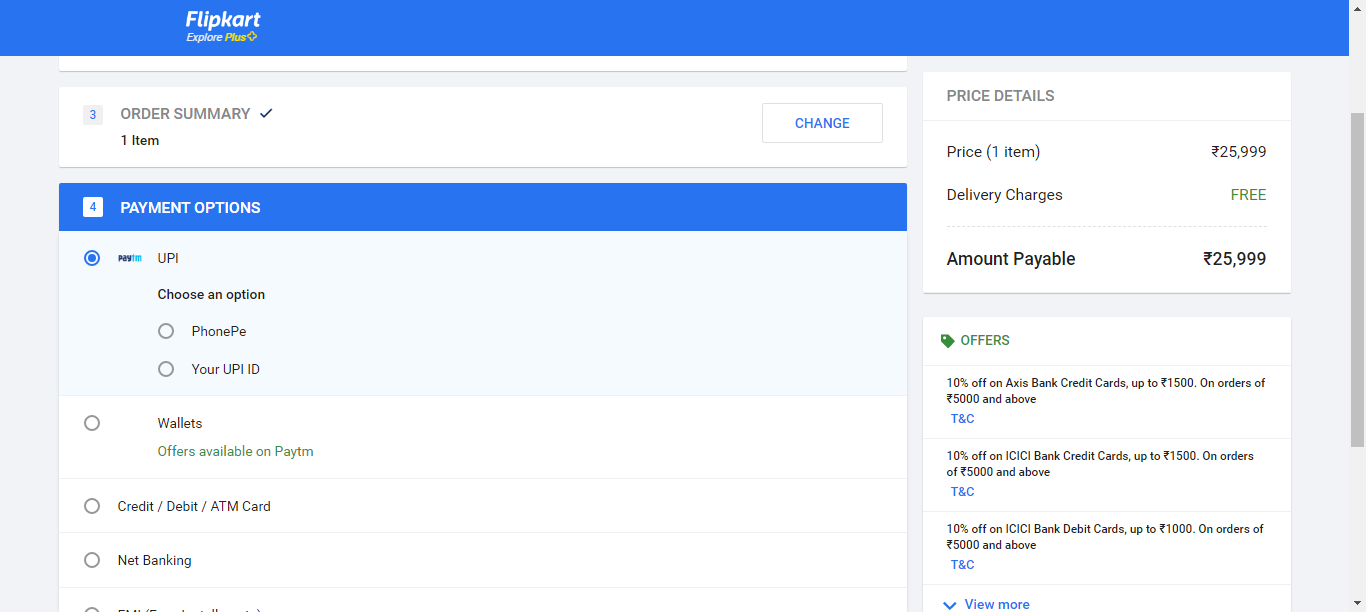 Flipkart
Explore Plus
3 ORDER SUMMARY
1 Item
CHANGE
4 PAYMENT OPTIONS
paytm UPI
Choose an option
PhonePe
Your UPI ID
Wallets
Offers available on Paytm
Credit / Debit / ATM Card
Net Banking
PRICE DETAILS
Price (1 item) ₹25,999
Delivery Charges FREE
Amount Payable ₹25,999
OFFERS
10% off on Axis Bank Credit Cards, up to ₹1500. On orders of
₹5000 and above
T&C
10% off on ICICI Bank Credit Cards, up to ₹1500. On orders
of ₹5000 and above
T&C
10% off on ICICI Bank Debit Cards, up to ₹1000. On orders of
₹5000 and above
T&C
View more